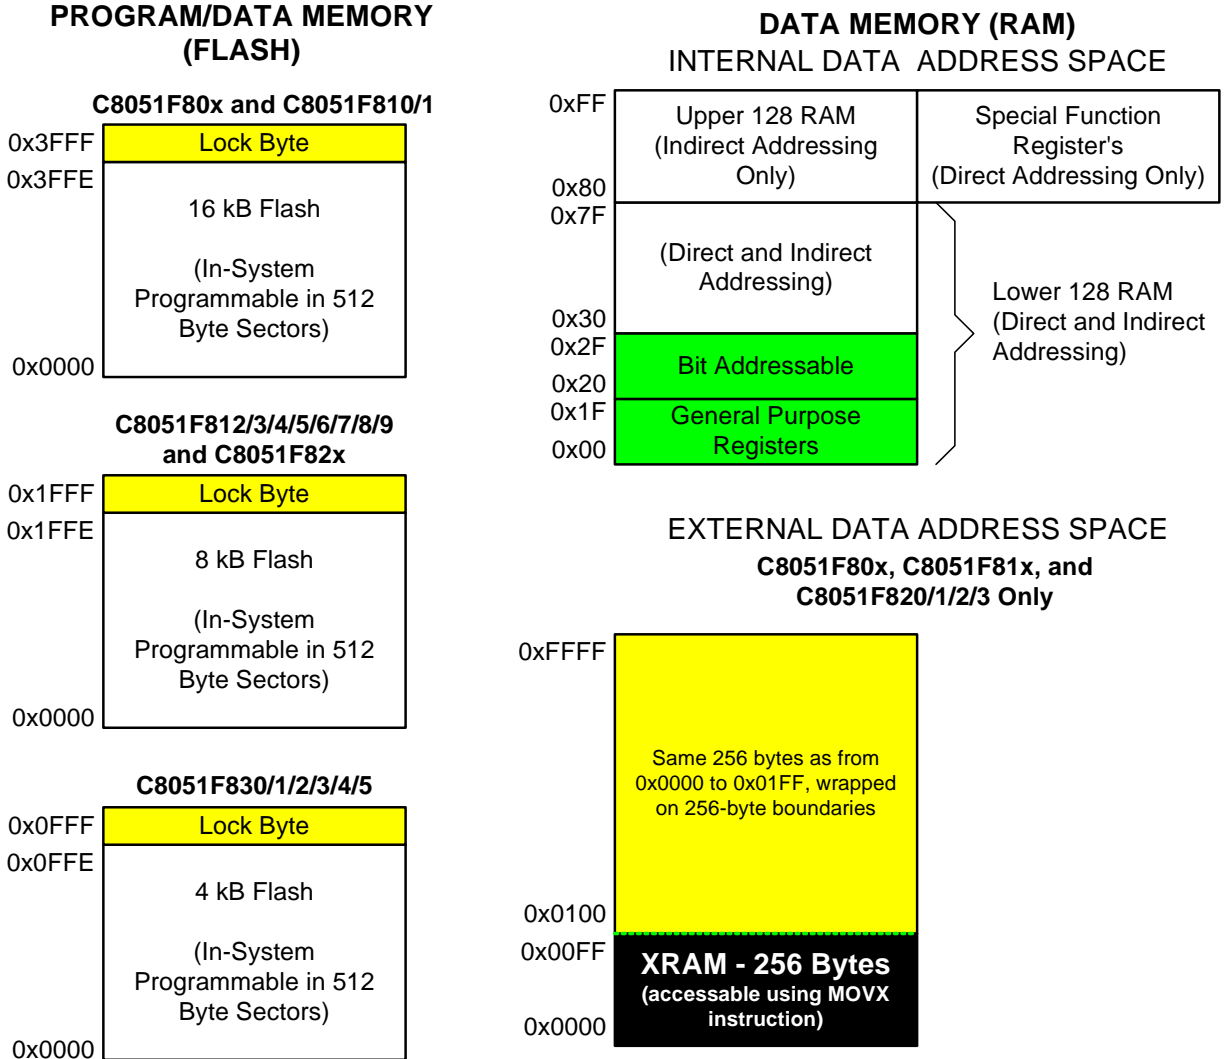 PROGRAM/DATA MEMORY
(FLASH)
C8051F80x and C8051F810/1
0x3FFF
Lock Byte
0x3FFE
16 kB Flash
(In-System
Programmable in 512
Byte Sectors)
0x0000
C8051F812/3/4/5/6/7/8/9
and C8051F82x
0x1FFF
Lock Byte
0x1FFE
8 kB Flash
(In-System
Programmable in 512
Byte Sectors)
0x0000
C8051F830/1/2/3/4/5
0x0FFF
Lock Byte
0x0FFE
4 kB Flash
(In-System
Programmable in 512
Byte Sectors)
0x0000
DATA MEMORY (RAM)
INTERNAL DATA ADDRESS SPACE
0xFF
Upper 128 RAM
(Indirect Addressing
Only)
0x80
Special Function
Register's
(Direct Addressing Only)
0x7F
(Direct and Indirect
Addressing)
0x30
0x2F
Bit Addressable
0x20
0x1F
General Purpose
Registers
0x00
Lower 128 RAM
(Direct and Indirect
Addressing)
EXTERNAL DATA ADDRESS SPACE
C8051F80x, C8051F81x, and
C8051F820/1/2/3 Only
0xFFFF
Same 256 bytes as from
0x0000 to 0x01FF, wrapped
on 256-byte boundaries
0x0100
0x00FF
XRAM - 256 Bytes
(accessable using MOVX
instruction)
0x0000